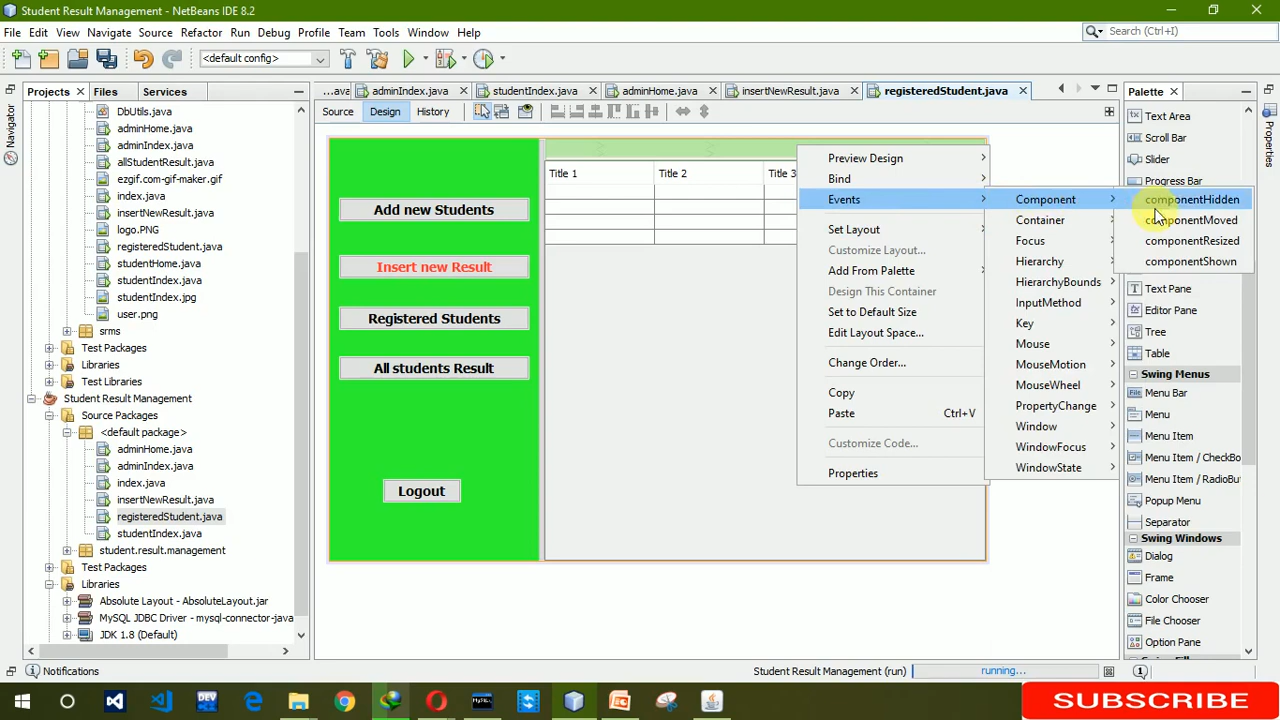 Student Result Management - NetBeans IDE 8.2
File Edit View Navigate Source Refactor Run Debug Profile Team Tools Window Help
Search (Ctrl+I)
<default config>
Projects Files Services
...ava adminIndex.java studentIndex.java adminHome.java insertNewResult.java registeredStudent.java
Palette
Source Design History
Navigator
Properties
DbUtils.java
adminHome.java
adminIndex.java
allStudentResult.java
ezgif.com-gif-maker.gif
index.java
insertNewResult.java
logo.PNG
registeredStudent.java
studentHome.java
studentIndex.java
studentIndex.jpg
user.png
srms
Test Packages
Libraries
Test Libraries
Student Result Management
Source Packages
<default package>
adminHome.java
adminIndex.java
index.java
insertNewResult.java
registeredStudent.java
studentIndex.java
student.result.management
Test Packages
Libraries
Absolute Layout - AbsoluteLayout.jar
MySQL JDBC Driver - mysql-connector-java
JDK 1.8 (Default)
Add new Students
Insert new Result
Registered Students
All students Result
Logout
Title 1 Title 2 Title 3
Preview Design
Bind
Events
Set Layout
Customize Layout...
Add From Palette
Design This Container
Set to Default Size
Edit Layout Space...
Change Order...
Copy
Paste Ctrl+V
Customize Code...
Properties
Component
Container
Focus
Hierarchy
HierarchyBounds
InputMethod
Key
Mouse
MouseMotion
MouseWheel
PropertyChange
Window
WindowFocus
WindowState
componentHidden
componentMoved
componentResized
componentShown
Text Area
Scroll Bar
Slider
Progress Bar
Text Pane
Editor Pane
Tree
Table
Swing Menus
Menu Bar
Menu
Menu Item
Menu Item / CheckBo
Menu Item / RadioBut
Popup Menu
Separator
Swing Windows
Dialog
Frame
Color Chooser
File Chooser
Option Pane
Notifications
Student Result Management (run) running...
SUBSCRIBE